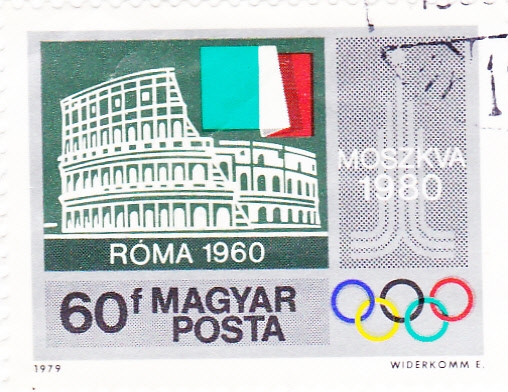 MOSZKVA
1980
RÓMA 1960
60f MAGYAR
POSTA
1979
WIDERKOMM E.